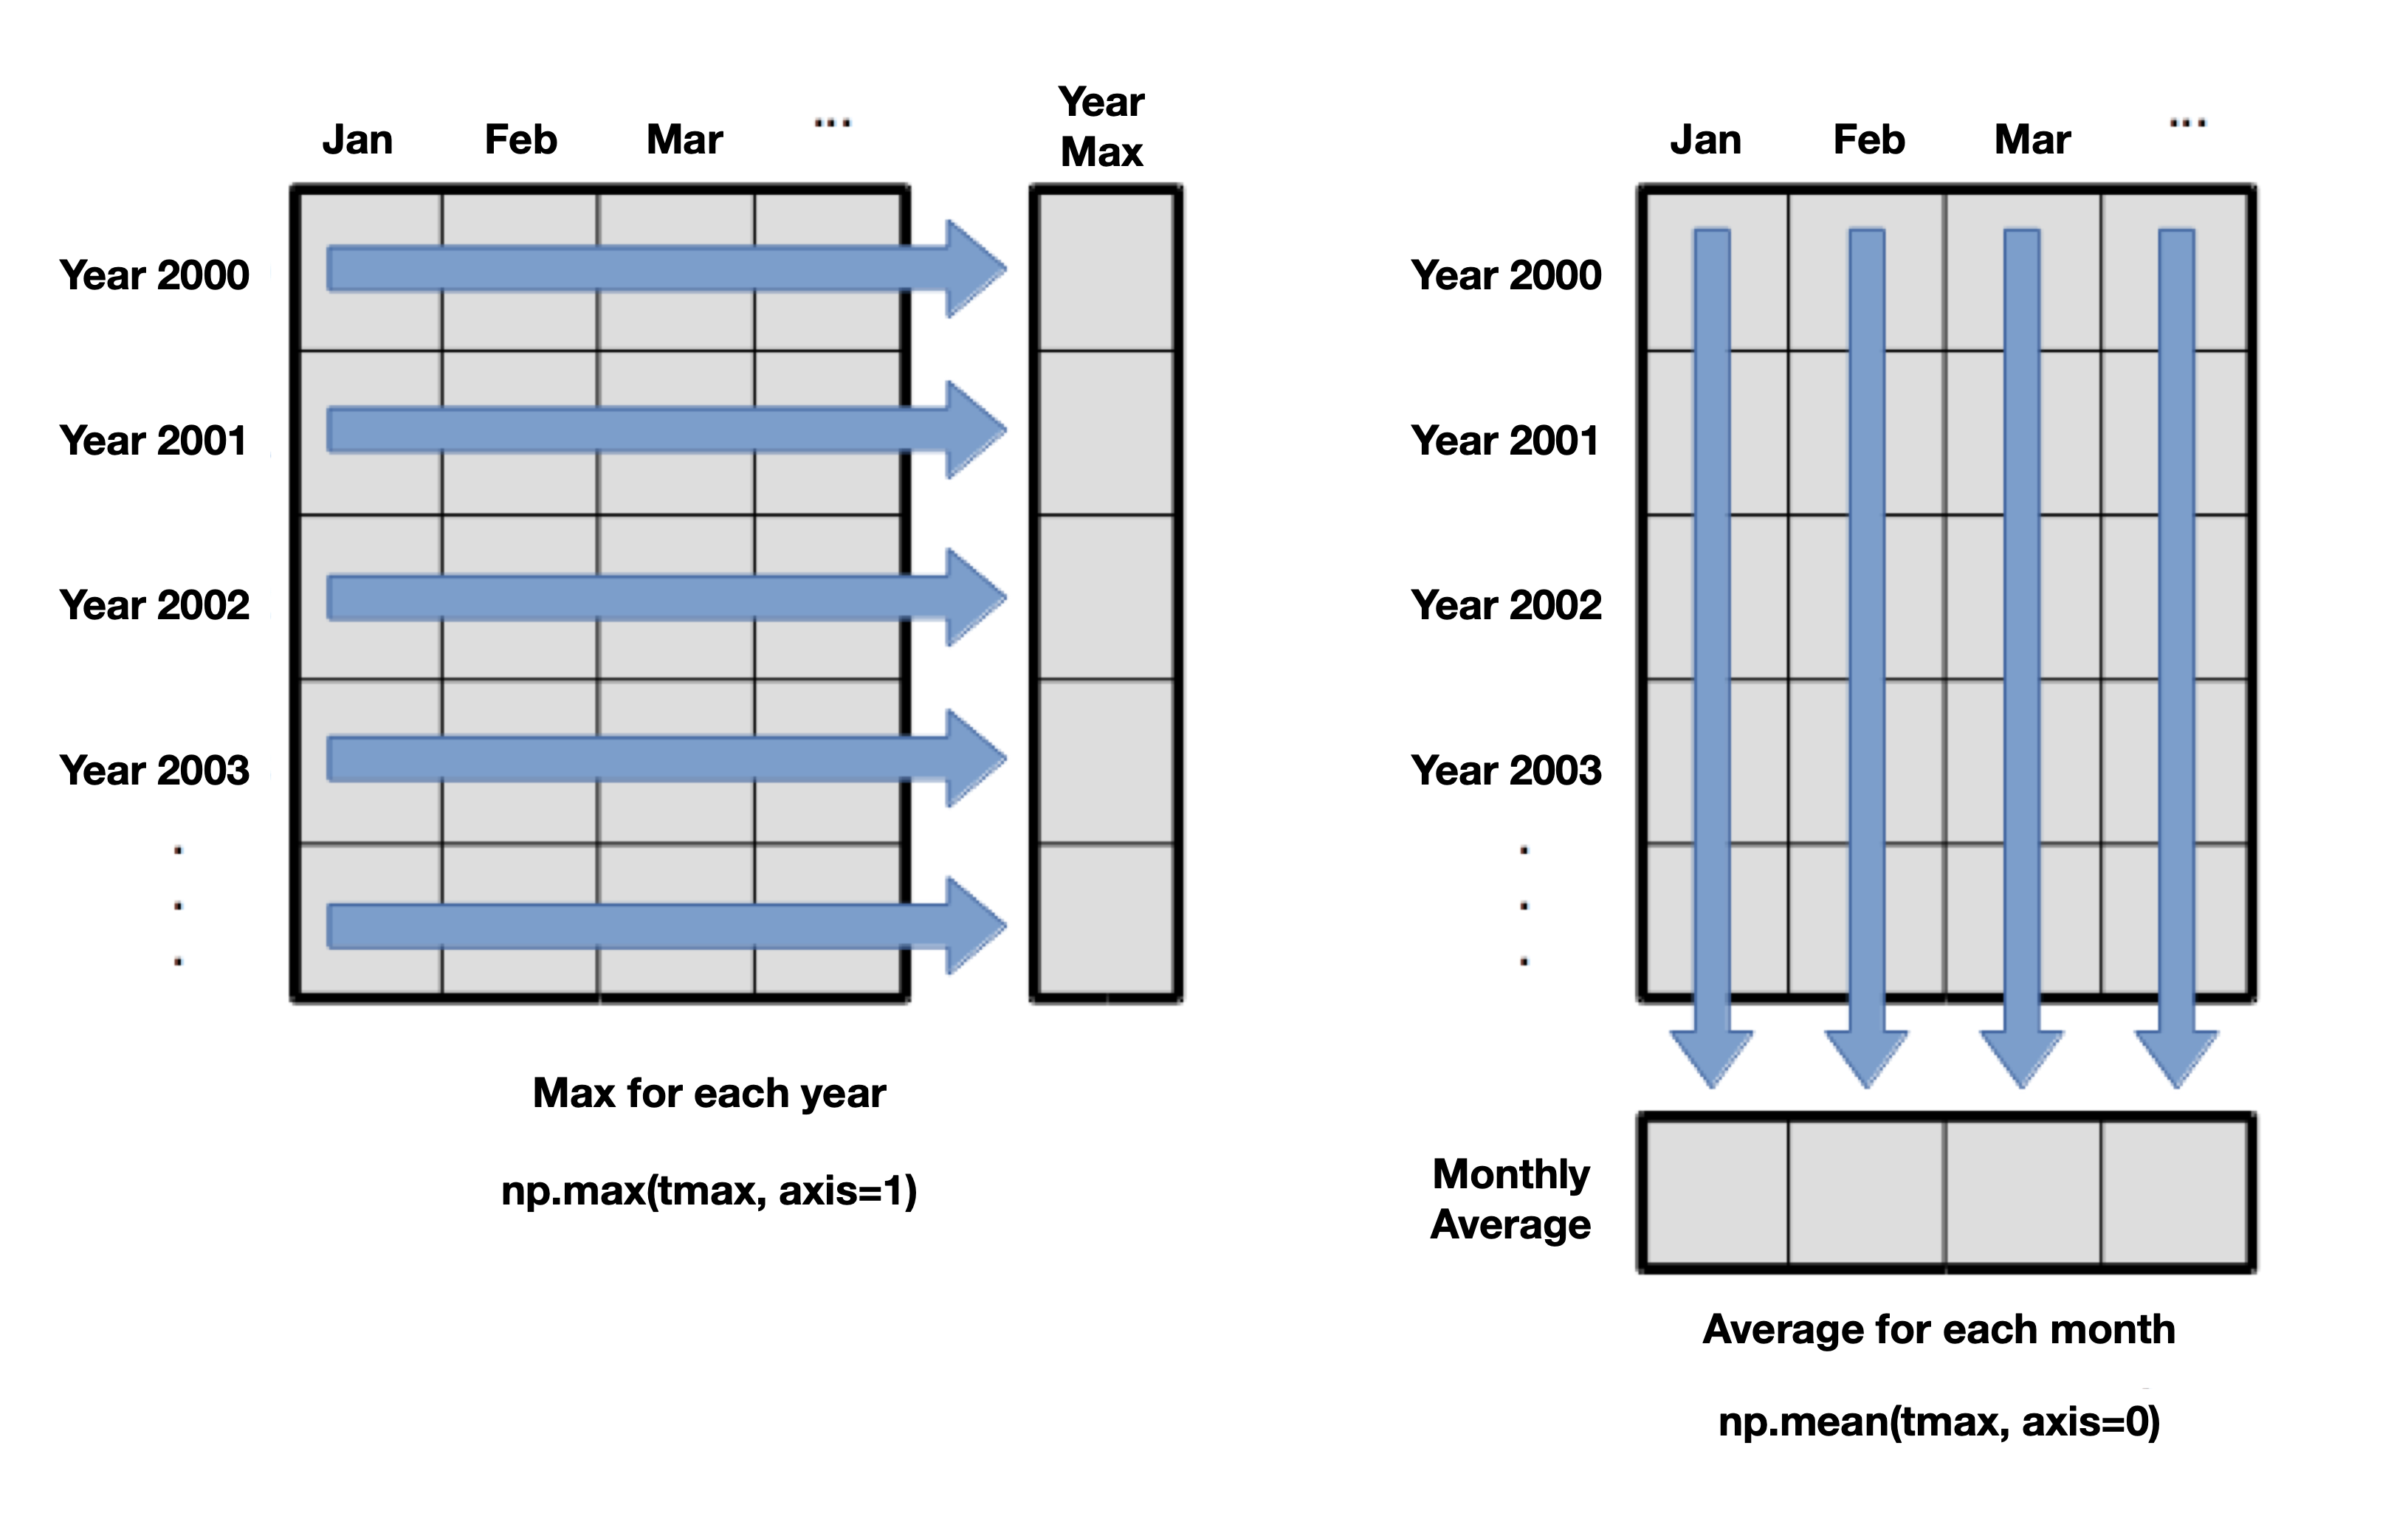 Jan Feb Mar ...
Year
Max
Year 2000
Year 2001
Year 2002
Year 2003
.
.
.
Max for each year
np.max(tmax, axis=1)
Jan Feb Mar ...
Year 2000
Year 2001
Year 2002
Year 2003
.
.
.
Monthly
Average
Average for each month
np.mean(tmax, axis=0)